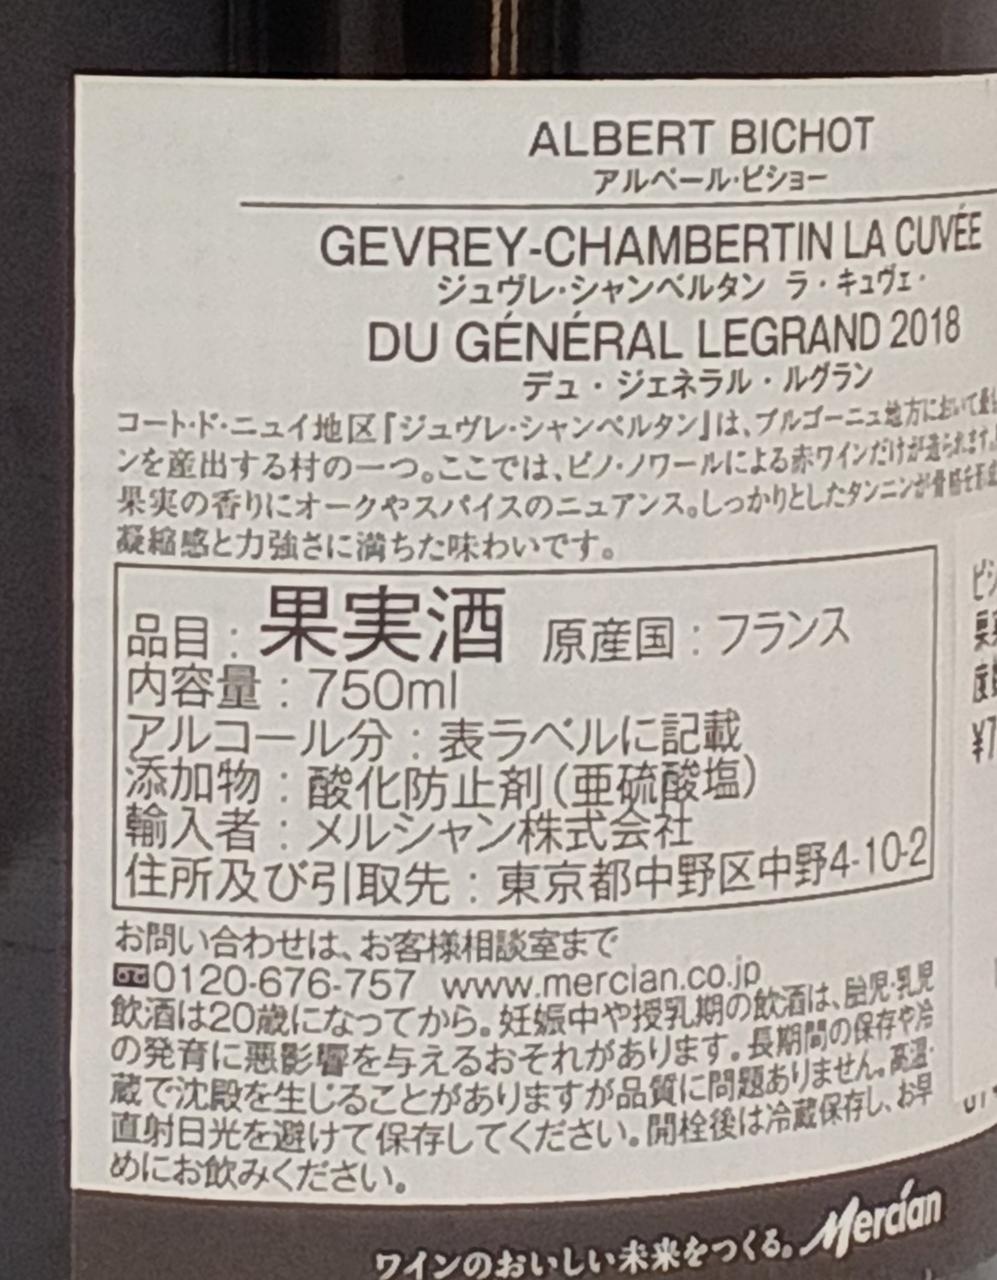 ALBERT BICHOT
アルベール・ビショー
GEVREY-CHAMBERTIN LA CUVÉE
ジュヴレ・シャンベルタン ラ・キュヴェ・
DU GÉNÉRAL LEGRAND 2018
デュ・ジェネラル・ルグラン
コート・ド・ニュイ地区『ジュヴレ・シャンベルタン』は、ブルゴーニュ地方において最
ンを産出する村の一つ。ここでは、ピノ・ノワールによる赤ワインだけが造られます。
果実の香りにオークやスパイスのニュアンス。しっかりとしたタンニンが骨格を形成
凝縮感と力強さに満ちた味わいです。
品目：果実酒 原産国：フランス
内容量：750ml
アルコール分：表ラベルに記載
添加物：酸化防止剤（亜硫酸塩）
輸入者：メルシャン株式会社
住所及び引取先：東京都中野区中野4-10-2
お問い合わせは、お客様相談室まで
0120-676-757 www.mercian.co.jp
飲酒は20歳になってから。妊娠中や授乳期の飲酒は、胎児・乳児
の発育に悪影響を与えるおそれがあります。長期間の保存や冷
蔵で沈殿を生じることがありますが品質に問題ありません。高温・
直射日光を避けて保存してください。開栓後は冷蔵保存し、お早
めにお飲みください。
ワインのおいしい未来をつくる。Mercian